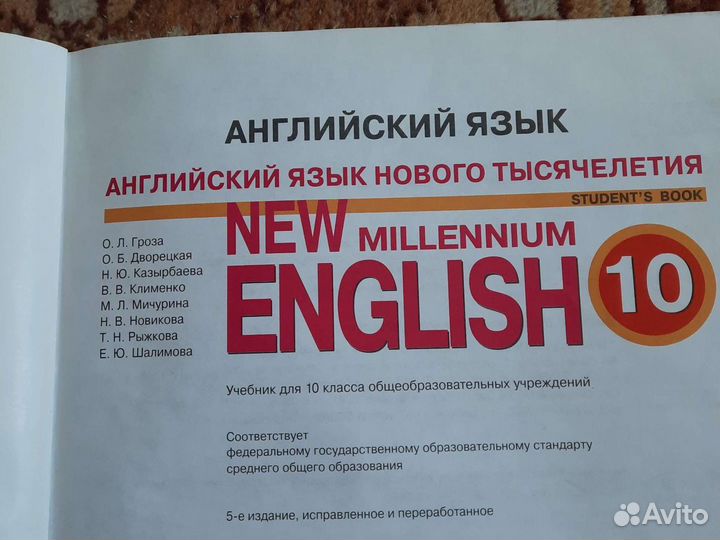 АНГЛИЙСКИЙ ЯЗЫК
АНГЛИЙСКИЙ ЯЗЫК НОВОГО ТЫСЯЧЕЛЕТИЯ
STUDENT'S BOOK
О. Л. Гроза
О. Б. Дворецкая
Н. Ю. Казырбаева
В. В. Клименко
М. Л. Мичурина
Н. В. Новикова
Т. Н. Рыжкова
Е. Ю. Шалимова
NEW MILLENNIUM
ENGLISH 10
Учебник для 10 класса общеобразовательных учреждений
Соответствует
федеральному государственному образовательному стандарту
среднего общего образования
5-е издание, исправленное и переработанное
Avito